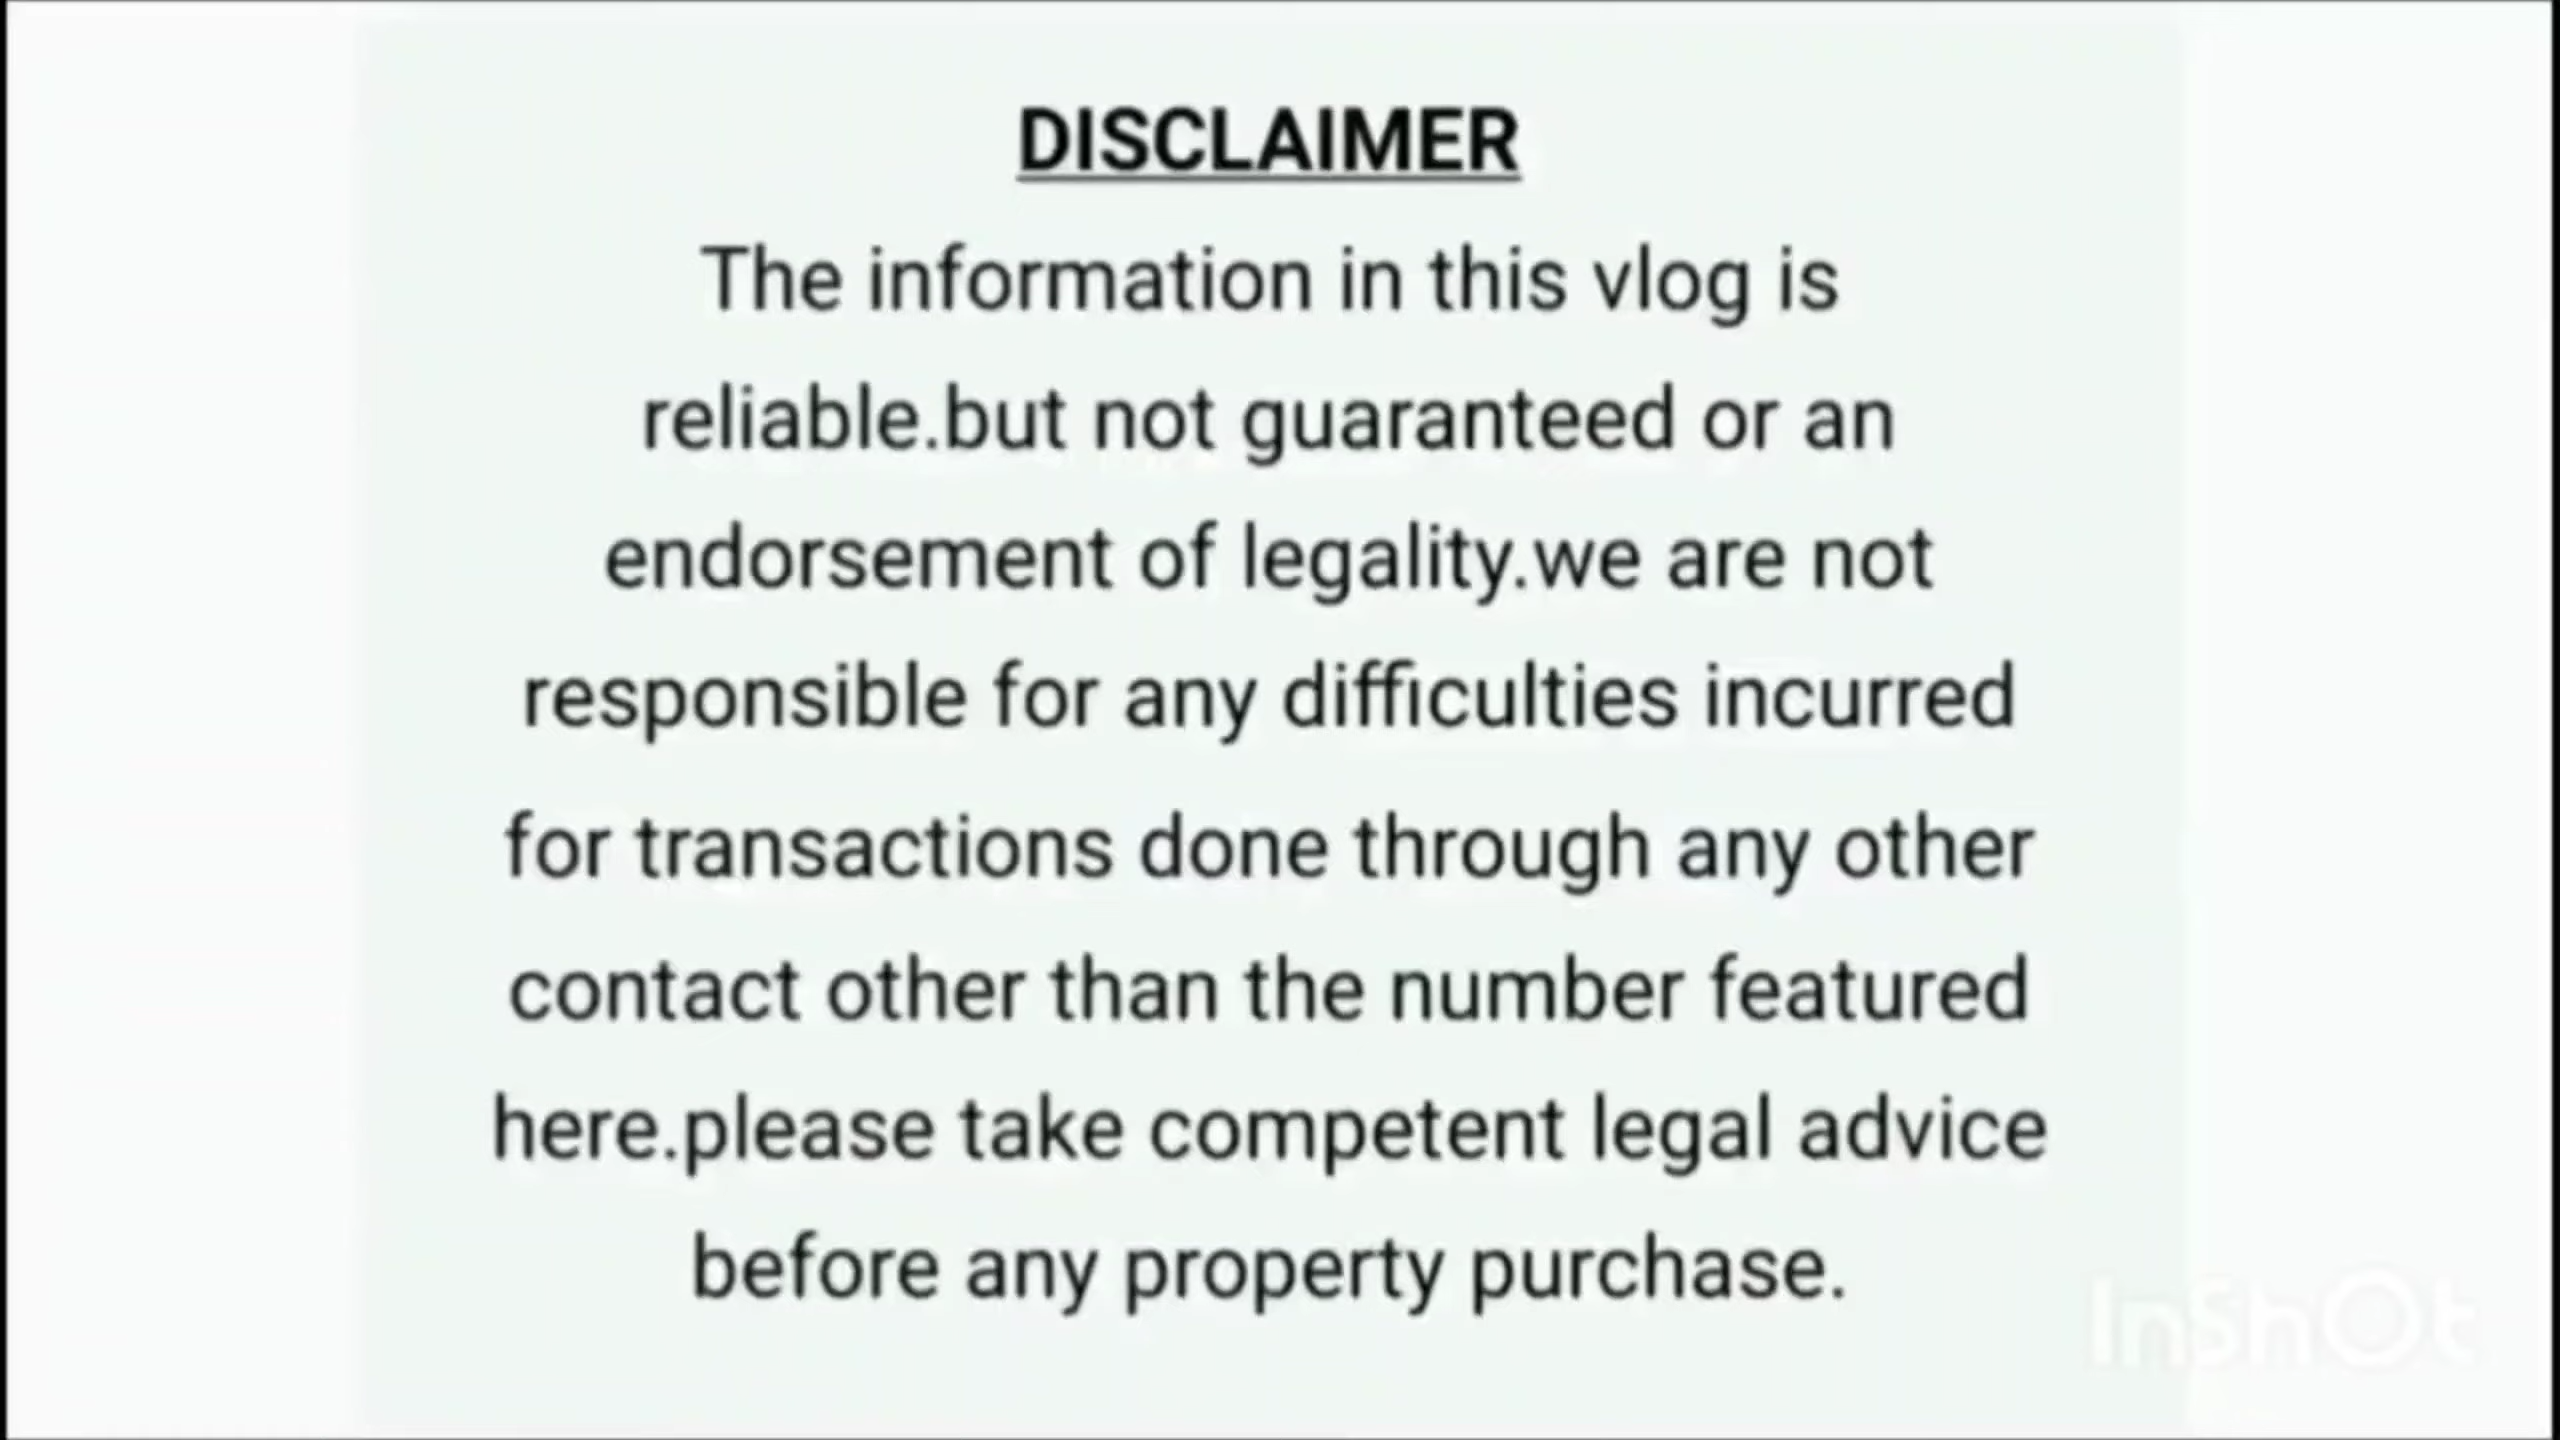 DISCLAIMER
The information in this vlog is
reliable.but not guaranteed or an
endorsement of legality.we are not
responsible for any difficulties incurred
for transactions done through any other
contact other than the number featured
here.please take competent legal advice
before any property purchase.
InShOt